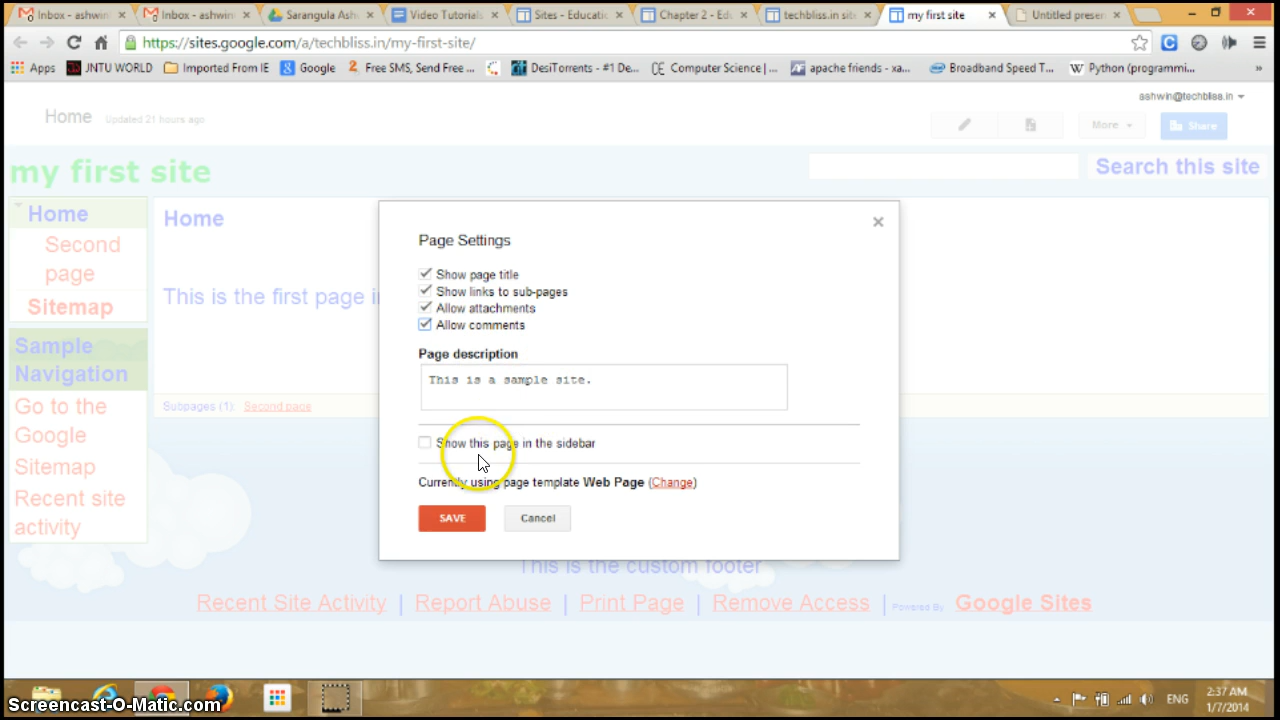 Inbox - ashwin
Inbox - ashwin
Sarangula Ash
Video Tutorials
Sites - Educatio
Chapter 2 - Edu
techbliss.in site
my first site
Untitled presen
https://sites.google.com/a/techbliss.in/my-first-site/
Apps
JNTU WORLD
Imported From IE
Google
Free SMS, Send Free ...
DesiTorrents - #1 De...
Computer Science | ...
apache friends - xa...
Broadband Speed T...
Python (programmi...
»
ashwin@techbliss.in
Home Updated 21 hours ago
More
Share
my first site
Search this site
Home
Second
page
Sitemap
Sample
Navigation
Go to the
Google
Sitemap
Recent site
activity
Home
This is the first page i
Subpages (1): Second page
Page Settings
Show page title
Show links to sub-pages
Allow attachments
Allow comments
Page description
This is a sample site.
Show this page in the sidebar
Currently using page template Web Page (Change)
SAVE
Cancel
This is the custom footer
Recent Site Activity | Report Abuse | Print Page | Remove Access | Powered By Google Sites
Screencast-O-Matic.com
ENG
2:37 AM
1/7/2014